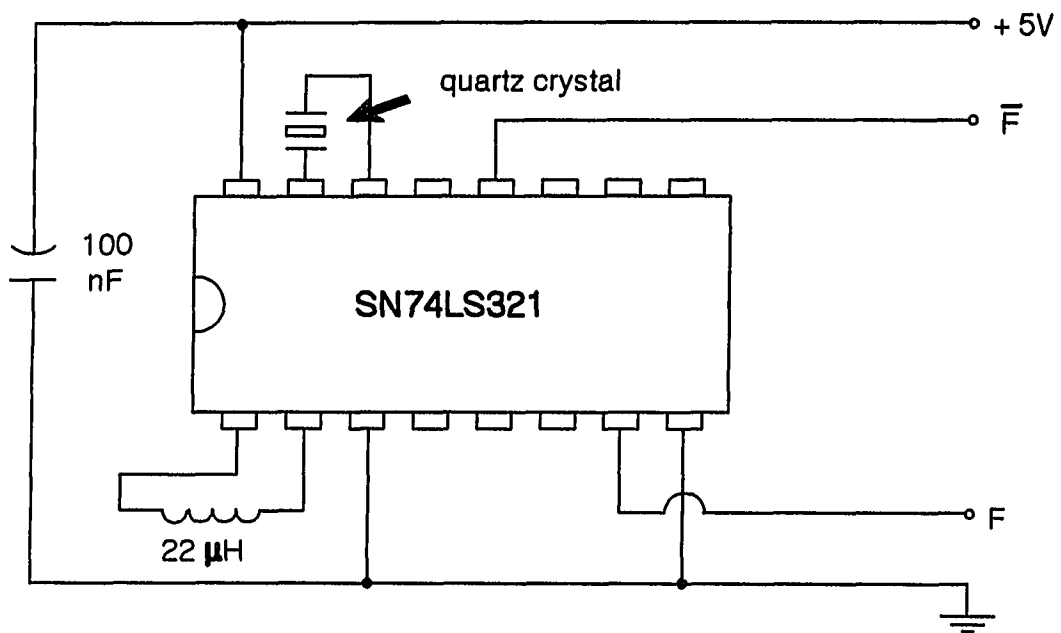 + 5V
quartz crystal
F̅
100
nF
SN74LS321
F
22 μH